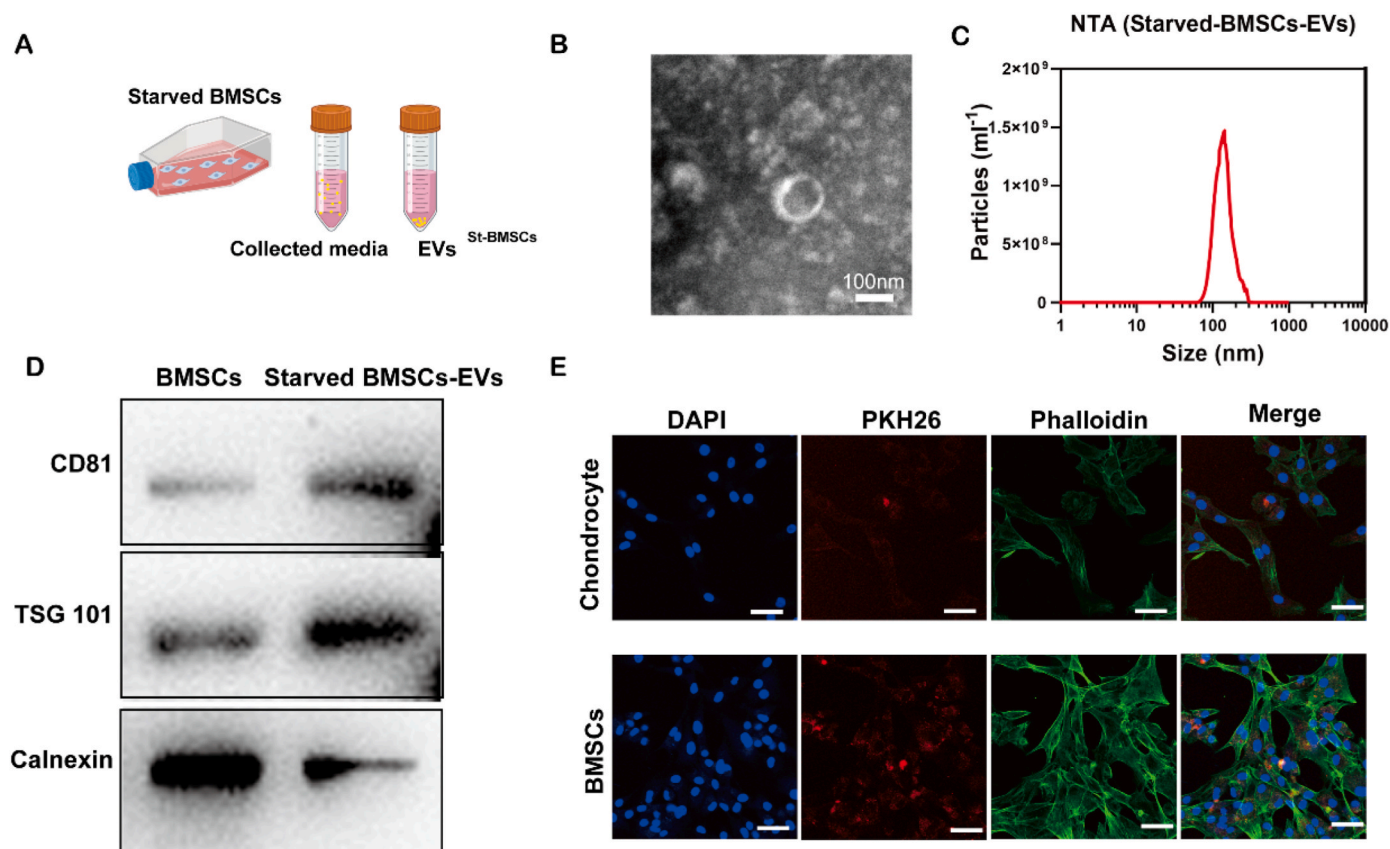 A
Starved BMSCs
Collected media
EVs St-BMSCs
B
100nm
C
NTA (Starved-BMSCs-EVs)
Particles (ml⁻¹)
2×10⁹
1.5×10⁹
1×10⁹
5×10⁸
0
1 10 100 1000 10000
Size (nm)
D
BMSCs Starved BMSCs-EVs
CD81
TSG 101
Calnexin
E
DAPI PKH26 Phalloidin Merge
Chondrocyte
BMSCs